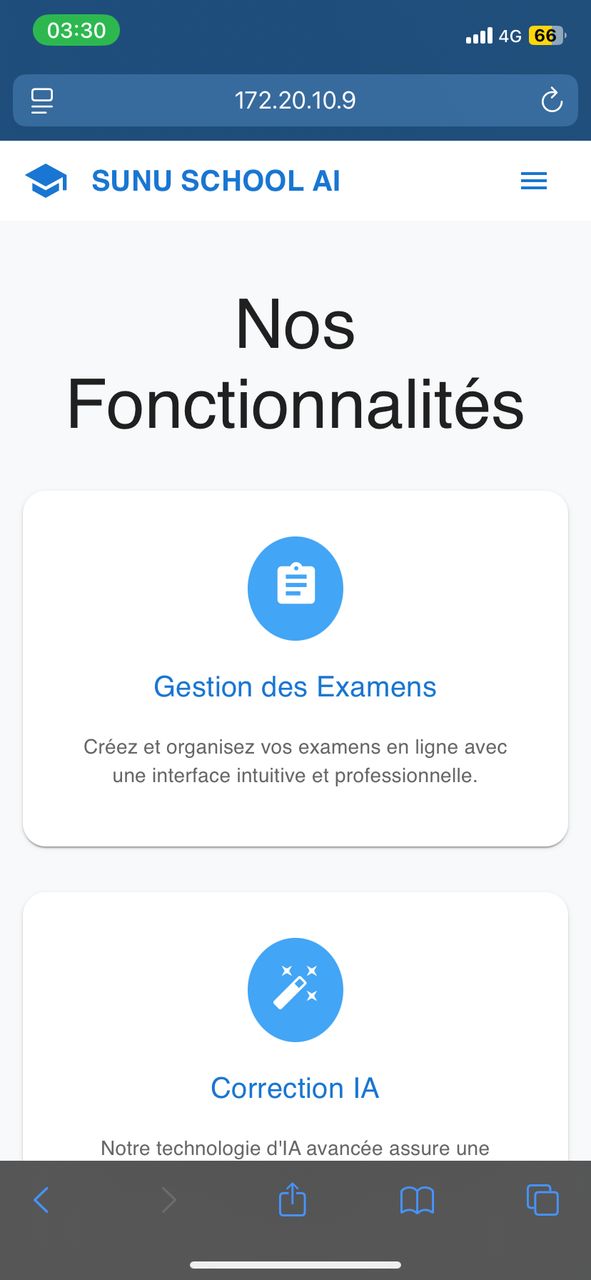 03:30
4G 66
172.20.10.9
SUNU SCHOOL AI
Nos
Fonctionnalités
Gestion des Examens
Créez et organisez vos examens en ligne avec
une interface intuitive et professionnelle.
Correction IA
Notre technologie d'IA avancée assure une